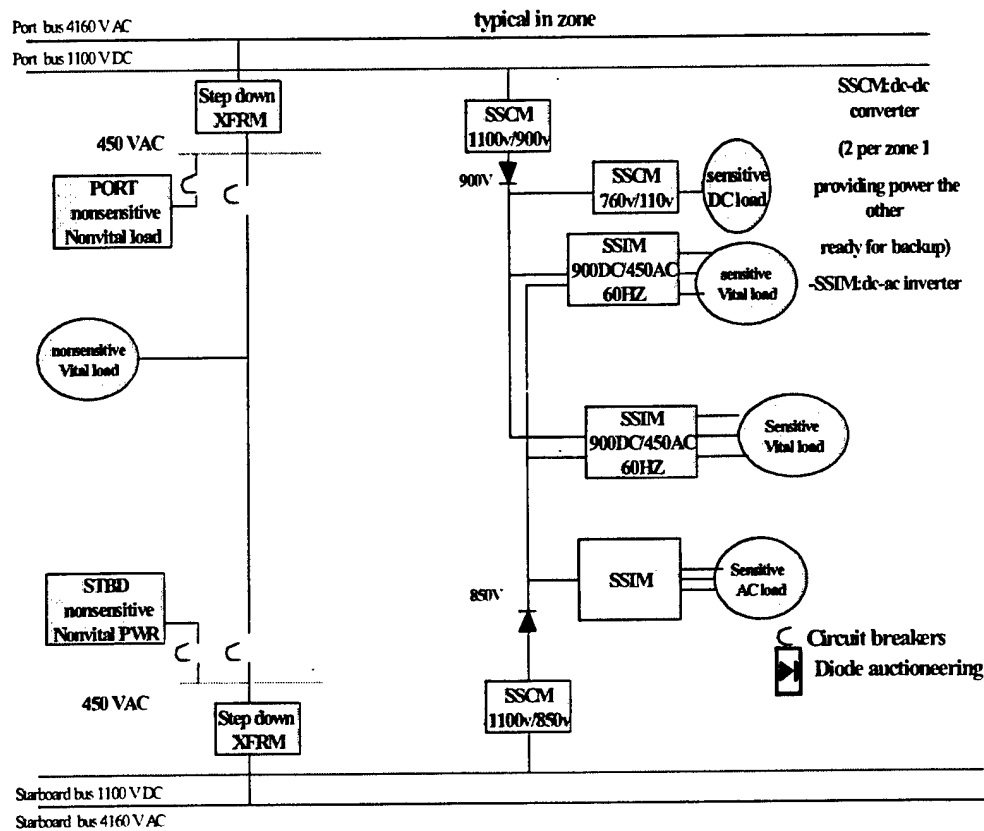 typical in zone
Port bus 4160 V AC
Port bus 1100 V DC
Step down
XFRM
450 VAC
PORT
nonsensitive
Nonvital load
nonsensitive
Vital load
STBD
nonsensitive
Nonvital PWR
450 VAC
Step down
XFRM
Starboard bus 1100 V DC
Starboard bus 4160 V AC
SSCM
1100v/900v
900V
SSCM
760v/110v
sensitive
DC load
SSIM
900DC/450AC
60HZ
sensitive
Vital load
SSIM
900DC/450AC
60HZ
Sensitive
Vital load
SSIM
Sensitive
AC load
850V
SSCM
1100v/850v
SSCM:dc-dc
converter
(2 per zone 1
providing power the
other
ready for backup)
-SSIM:dc-ac inverter
Circuit breakers
Diode auctioneering